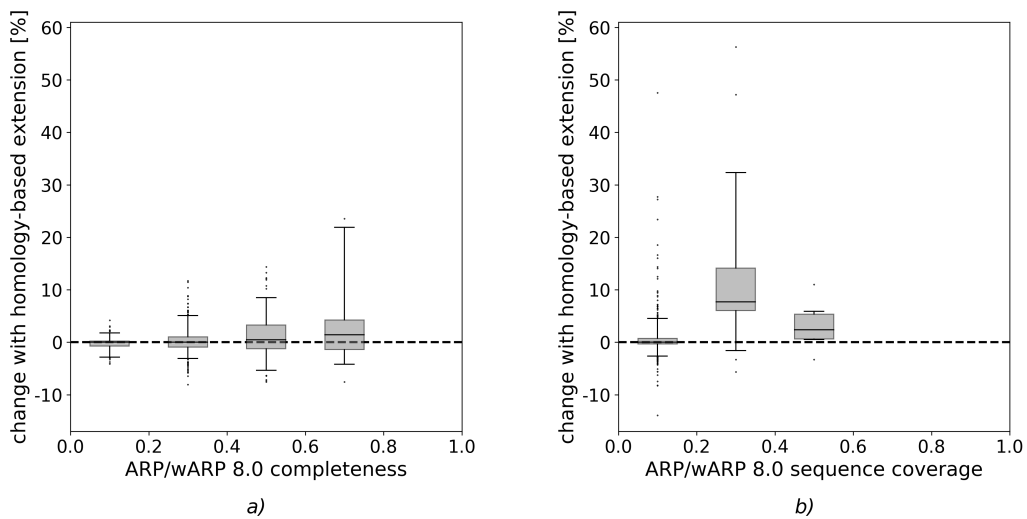 change with homology-based extension [%]
60
50
40
30
20
10
0
-10
0.0 0.2 0.4 0.6 0.8 1.0
ARP/wARP 8.0 completeness
a)
change with homology-based extension [%]
60
50
40
30
20
10
0
-10
0.0 0.2 0.4 0.6 0.8 1.0
ARP/wARP 8.0 sequence coverage
b)